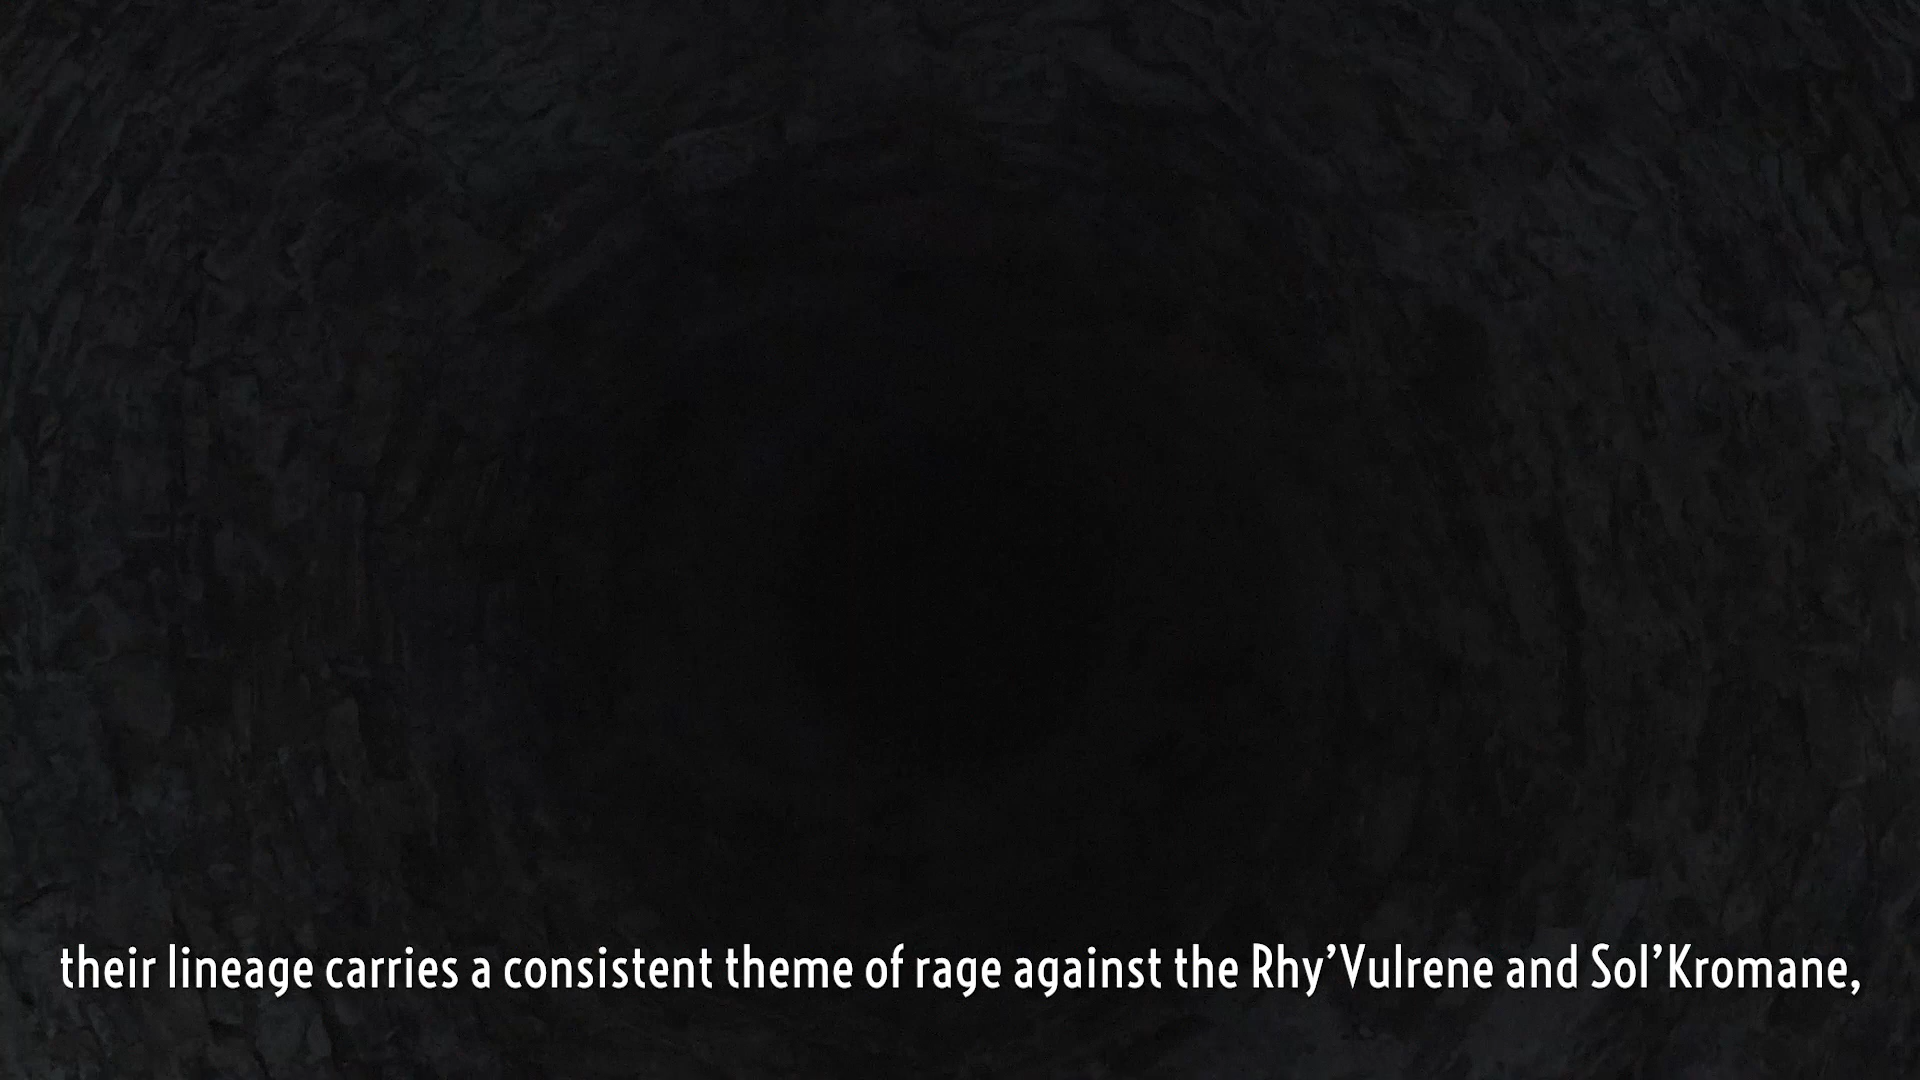 their lineage carries a consistent theme of rage against the Rhy’Vulrene and Sol’Kromane,